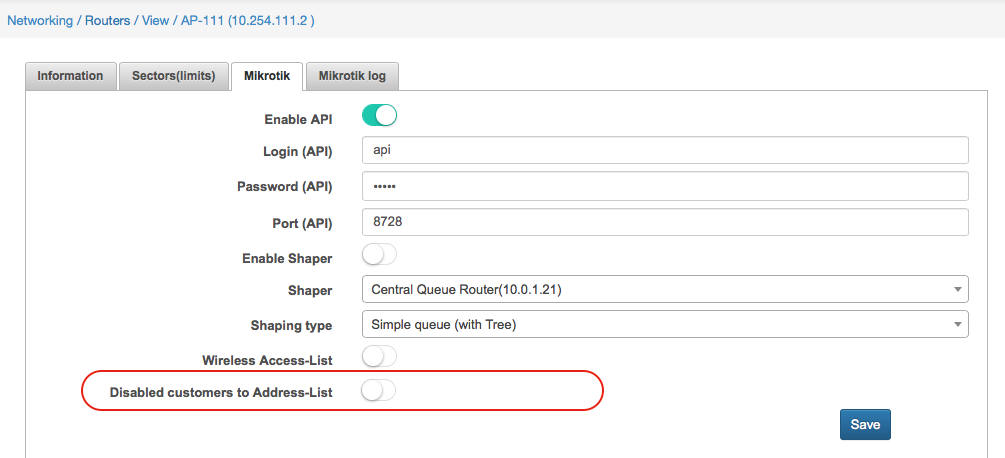 Networking / Routers / View / AP-111 (10.254.111.2 )
Information Sectors(limits) Mikrotik Mikrotik log
Enable API
Login (API) api
Password (API) •••••
Port (API) 8728
Enable Shaper
Shaper Central Queue Router(10.0.1.21)
Shaping type Simple queue (with Tree)
Wireless Access-List
Disabled customers to Address-List
Save